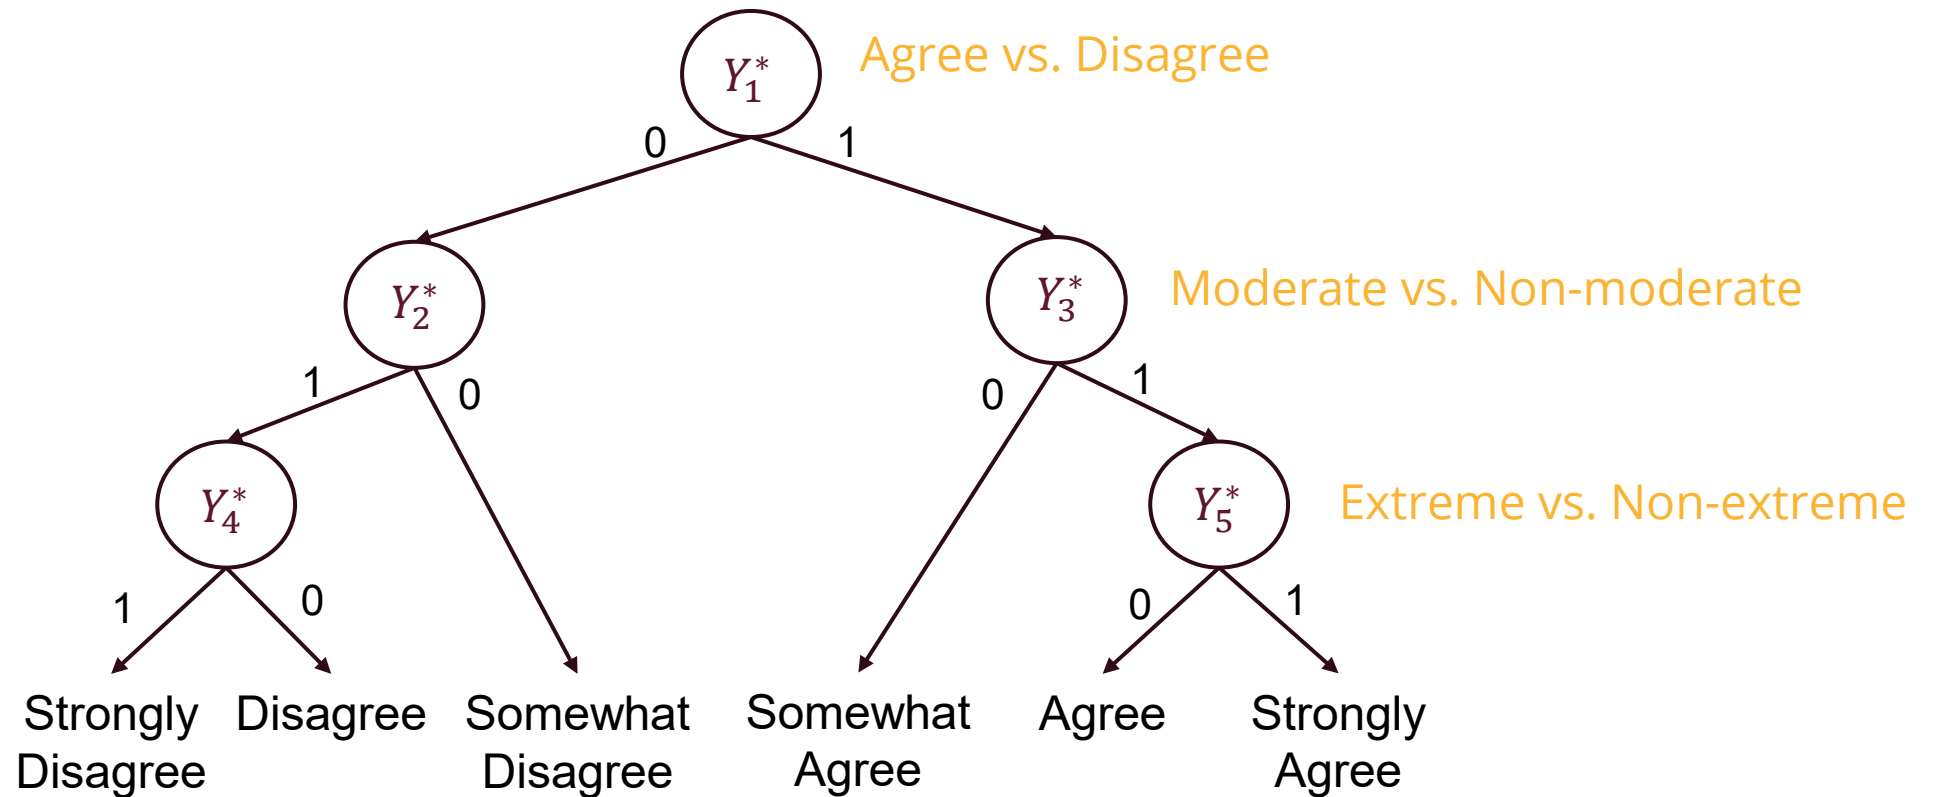 Y₁* Agree vs. Disagree
0 1
Y₂* Y₃* Moderate vs. Non-moderate
1 0 0 1
Y₄* Y₅* Extreme vs. Non-extreme
1 0 0 1
Strongly Disagree Somewhat Somewhat Agree Strongly
Disagree Disagree Agree Agree